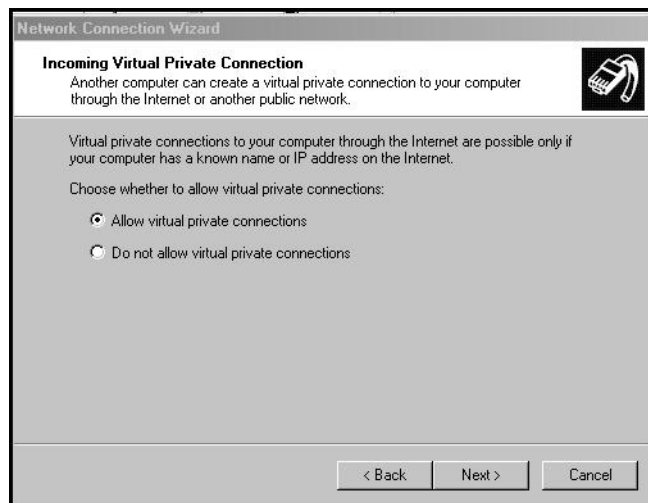 Network Connection Wizard
Incoming Virtual Private Connection
Another computer can create a virtual private connection to your computer
through the Internet or another public network.
Virtual private connections to your computer through the Internet are possible only if
your computer has a known name or IP address on the Internet.
Choose whether to allow virtual private connections:
Allow virtual private connections
Do not allow virtual private connections
< Back
Next >
Cancel